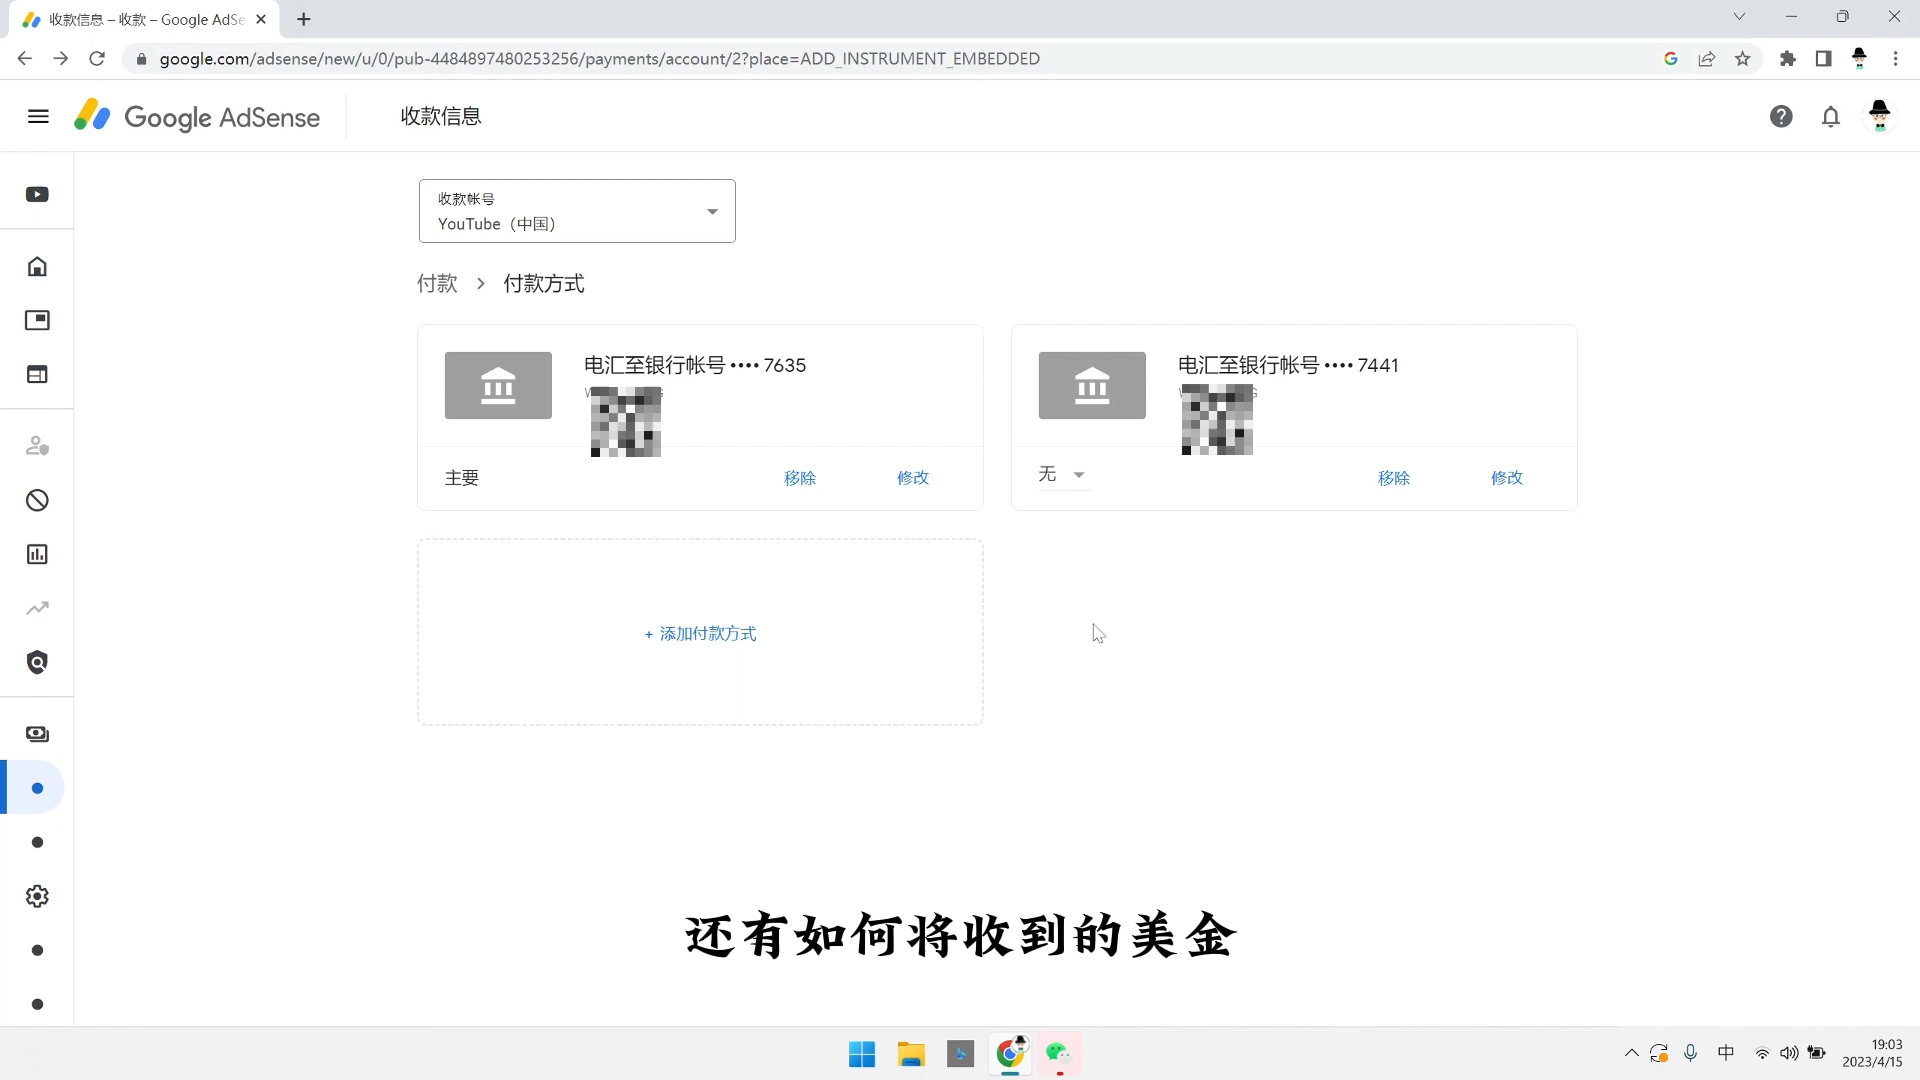 收款信息 – 收款 – Google AdSe
google.com/adsense/new/u/0/pub-4484897480253256/payments/account/2?place=ADD_INSTRUMENT_EMBEDDED
Google AdSense
收款信息
收款帐号
YouTube（中国）
付款 > 付款方式
电汇至银行帐号 •••• 7635
主要
移除
修改
电汇至银行帐号 •••• 7441
无
移除
修改
+ 添加付款方式
还有如何将收到的美金
中
19:03
2023/4/15